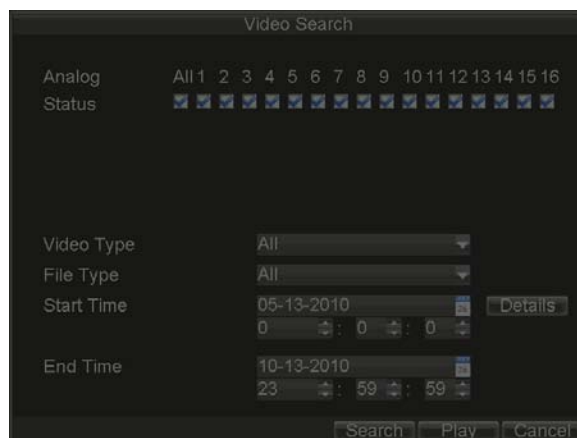 Video Search
Analog All 1 2 3 4 5 6 7 8 9 10 11 12 13 14 15 16
Status
Video Type All
File Type All
Start Time 05-13-2010 Details
0 : 0 : 0
End Time 10-13-2010
23 : 59 : 59
Search Play Cancel